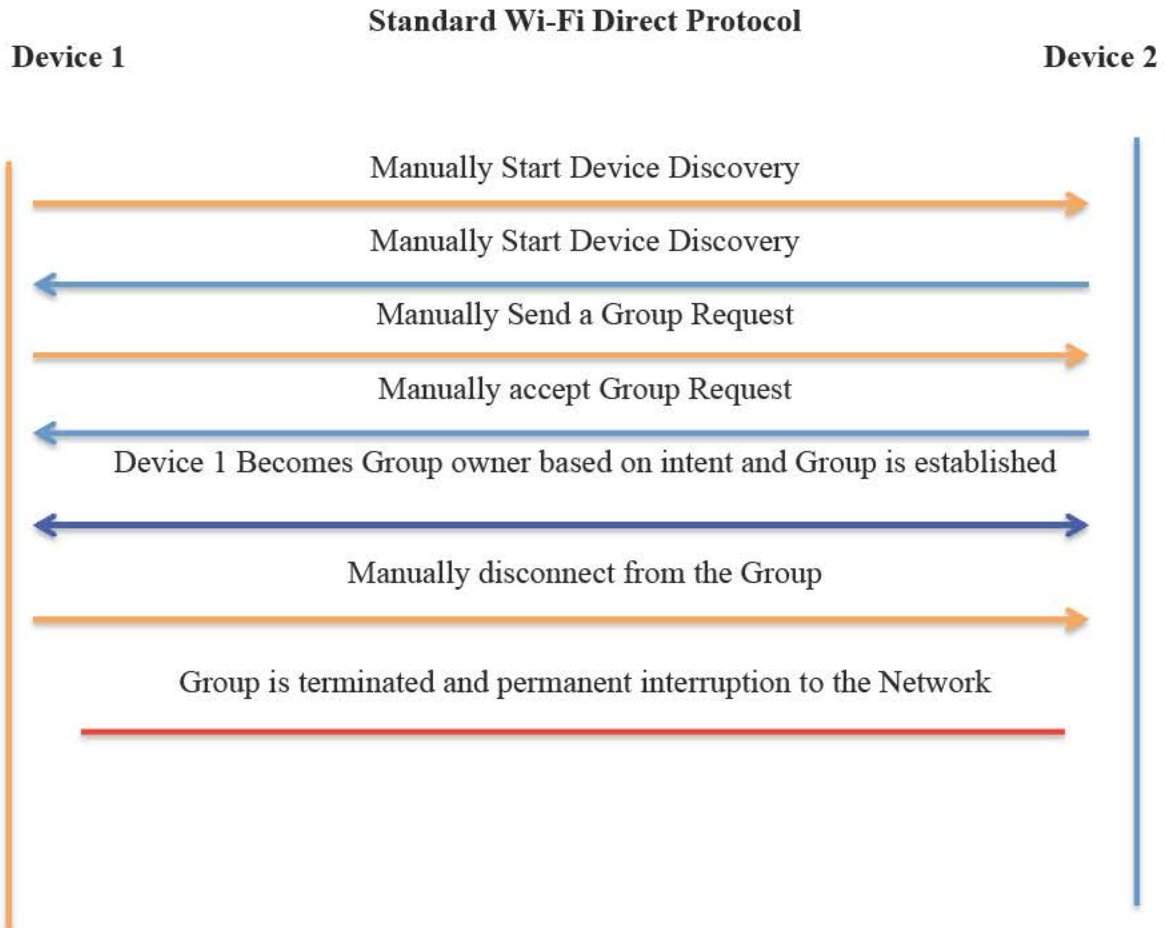 Standard Wi-Fi Direct Protocol
Device 1
Device 2
Manually Start Device Discovery
Manually Start Device Discovery
Manually Send a Group Request
Manually accept Group Request
Device 1 Becomes Group owner based on intent and Group is established
Manually disconnect from the Group
Group is terminated and permanent interruption to the Network